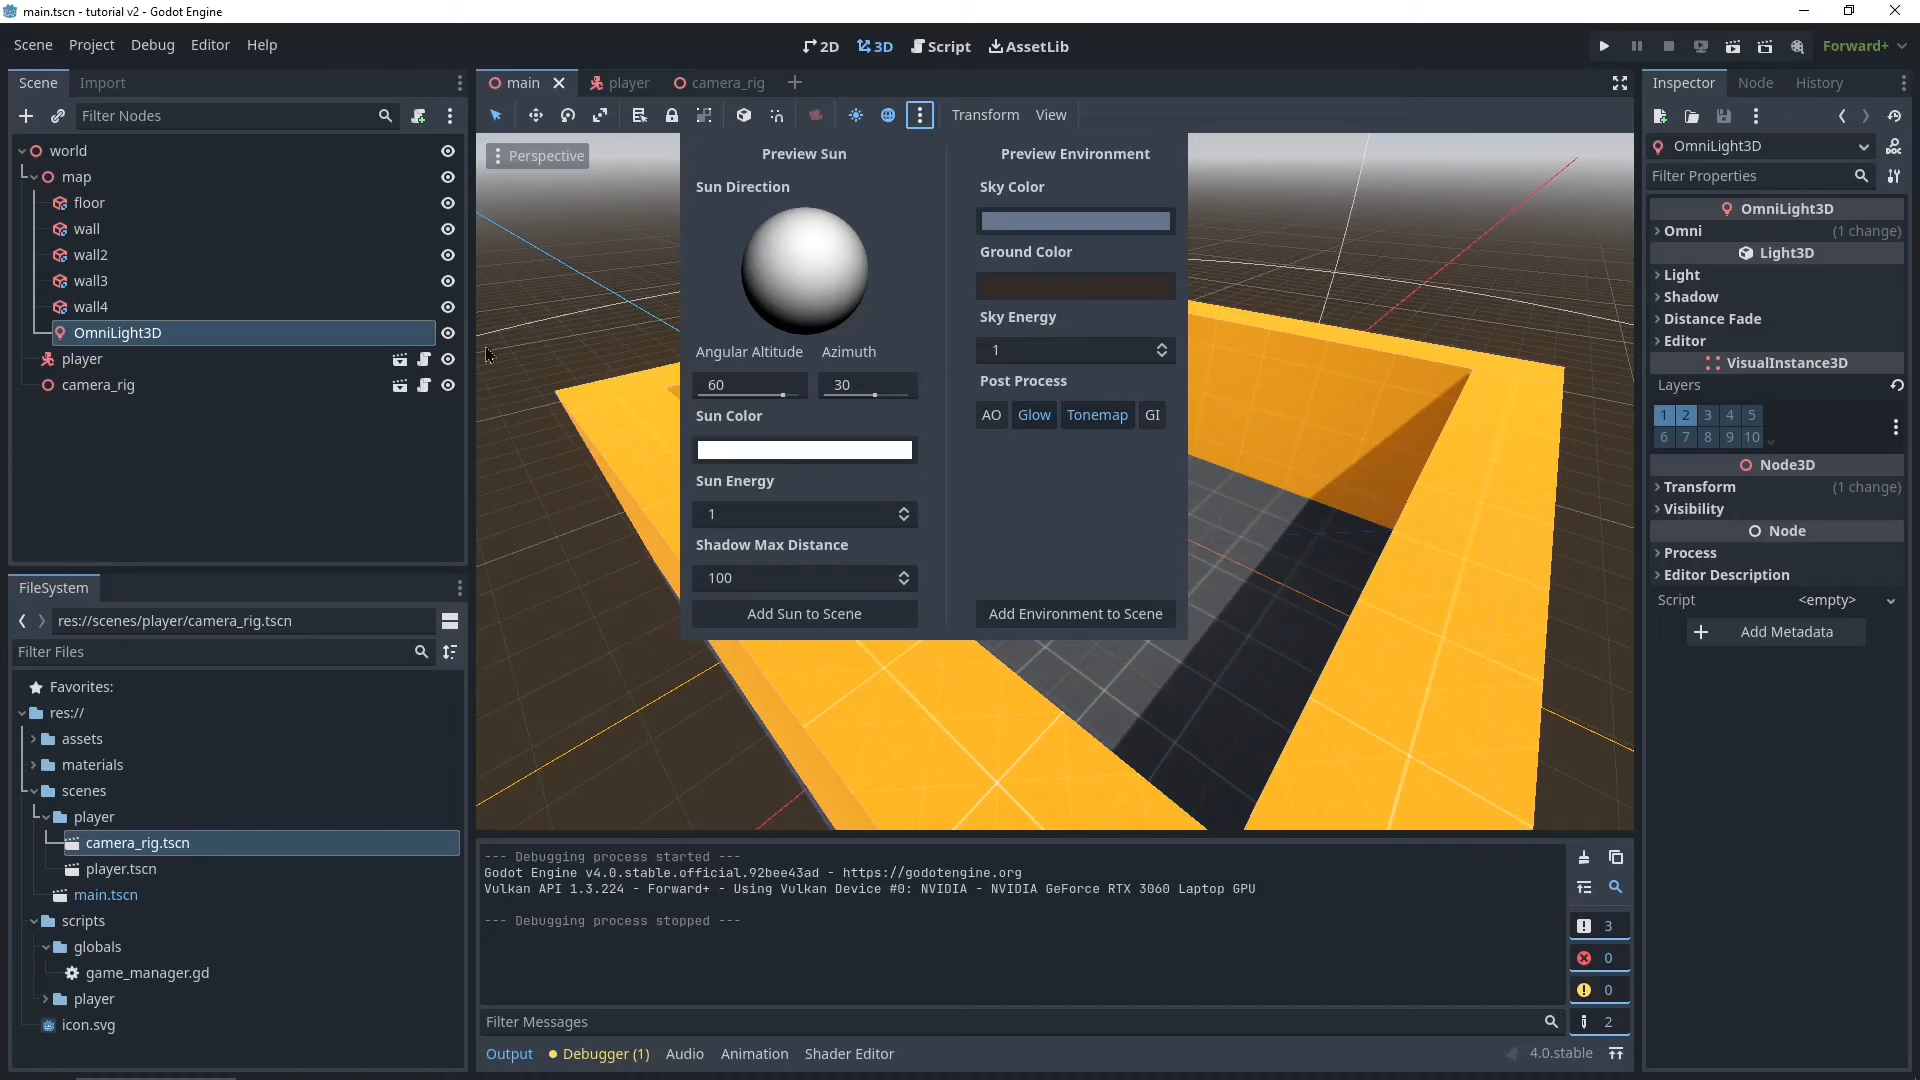 main.tscn - tutorial v2 - Godot Engine
Scene Project Debug Editor Help
2D 3D Script AssetLib
Forward+
Scene Import
Filter Nodes
world
map
floor
wall
wall2
wall3
wall4
OmniLight3D
player
camera_rig
FileSystem
res://scenes/player/camera_rig.tscn
Filter Files
Favorites:
res://
assets
materials
scenes
player
camera_rig.tscn
player.tscn
main.tscn
scripts
globals
game_manager.gd
player
icon.svg
main player camera_rig
Transform View
Perspective
Preview Sun
Sun Direction
Angular Altitude Azimuth
60 30
Sun Color
Sun Energy
1
Shadow Max Distance
100
Add Sun to Scene
Preview Environment
Sky Color
Ground Color
Sky Energy
1
Post Process
AO Glow Tonemap GI
Add Environment to Scene
--- Debugging process started ---
Godot Engine v4.0.stable.official.92bee43ad - https://godotengine.org
Vulkan API 1.3.224 - Forward+ - Using Vulkan Device #0: NVIDIA - NVIDIA GeForce RTX 3060 Laptop GPU
--- Debugging process stopped ---
3
0
0
2
Filter Messages
Output Debugger (1) Audio Animation Shader Editor
4.0.stable
Inspector Node History
OmniLight3D
Filter Properties
OmniLight3D
Omni (1 change)
Light3D
Light
Shadow
Distance Fade
Editor
VisualInstance3D
Layers
1 2 3 4 5
6 7 8 9 10
Node3D
Transform (1 change)
Visibility
Node
Process
Editor Description
Script <empty>
Add Metadata